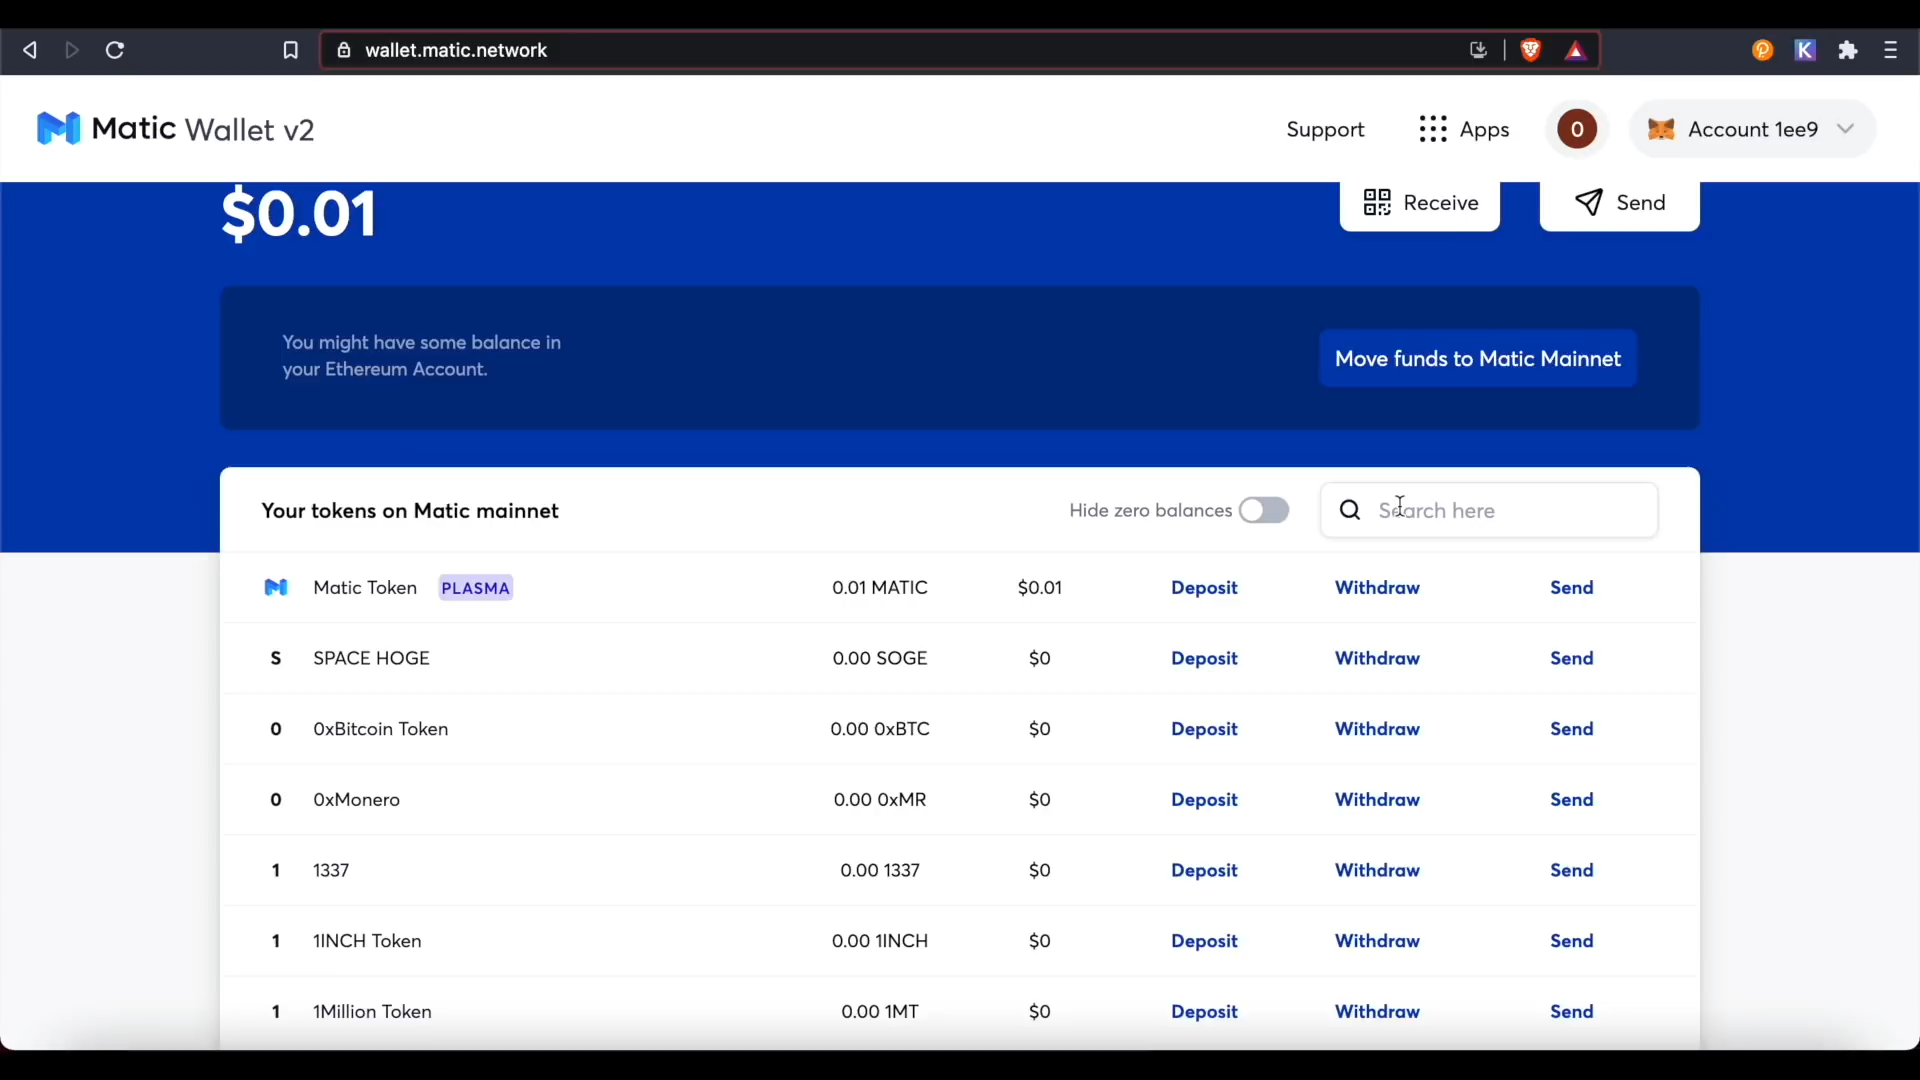 wallet.matic.network
K
Matic Wallet v2
Support
Apps
0
Account 1ee9
$0.01
Receive
Send
You might have some balance in
your Ethereum Account.
Move funds to Matic Mainnet
Your tokens on Matic mainnet
Hide zero balances
Search here
Matic Token PLASMA 0.01 MATIC $0.01 Deposit Withdraw Send
S SPACE HOGE 0.00 SOGE $0 Deposit Withdraw Send
0 0xBitcoin Token 0.00 0xBTC $0 Deposit Withdraw Send
0 0xMonero 0.00 0xMR $0 Deposit Withdraw Send
1 1337 0.00 1337 $0 Deposit Withdraw Send
1 1INCH Token 0.00 1INCH $0 Deposit Withdraw Send
1 1Million Token 0.00 1MT $0 Deposit Withdraw Send